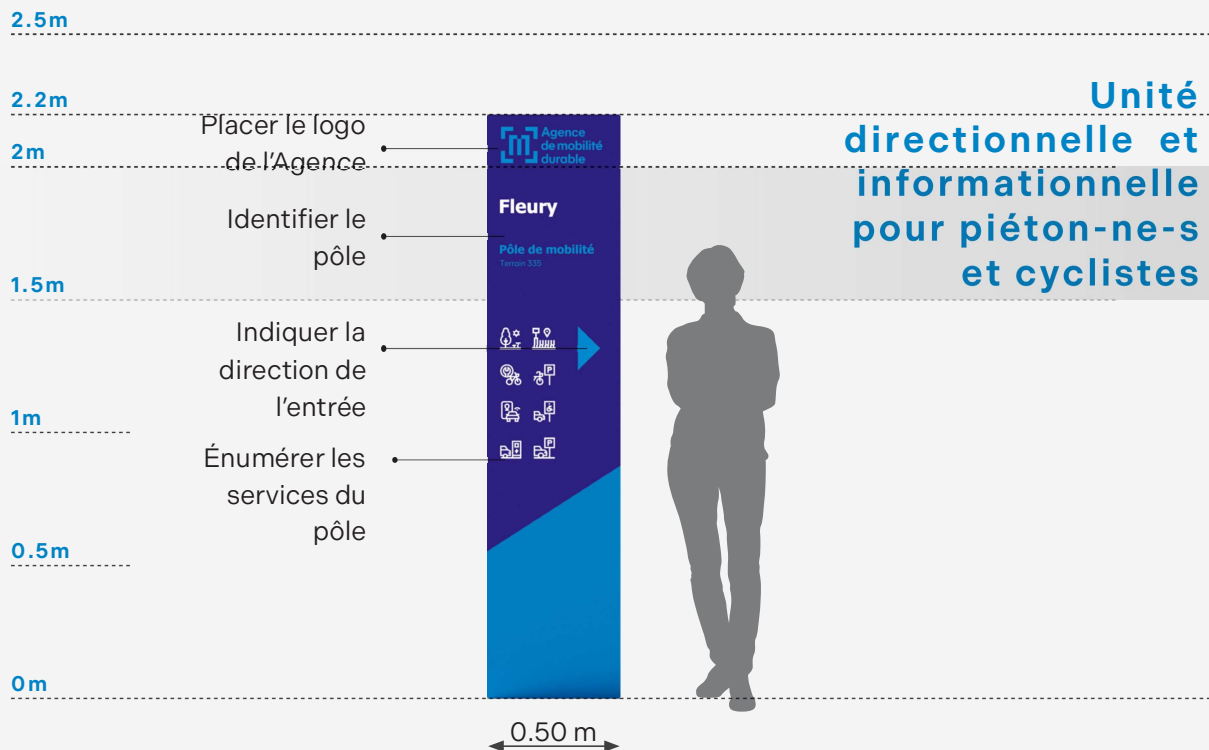 2.5m
2.2m
2m
1.5m
1m
0.5m
0m
Placer le logo
de l'Agence
Identifier le
pôle
Indiquer la
direction de
l'entrée
Énumérer les
services du
pôle
Agence
de mobilité
durable
Fleury
Pôle de mobilité
Terrain 335
P
P
P
0.50 m
Unité
directionnelle et
informationnelle
pour piéton-ne-s
et cyclistes